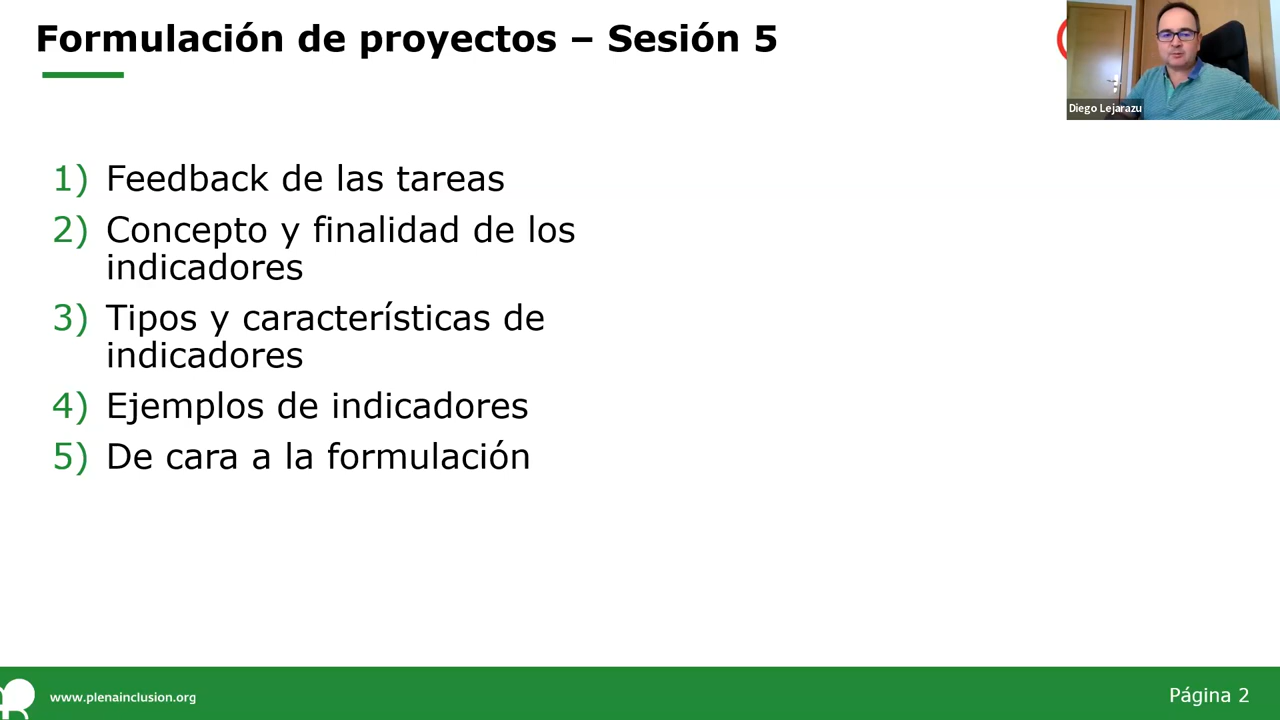 Formulación de proyectos – Sesión 5
Diego Lejarazu
1) Feedback de las tareas
2) Concepto y finalidad de los
indicadores
3) Tipos y características de
indicadores
4) Ejemplos de indicadores
5) De cara a la formulación
www.plenainclusion.org
Página 2